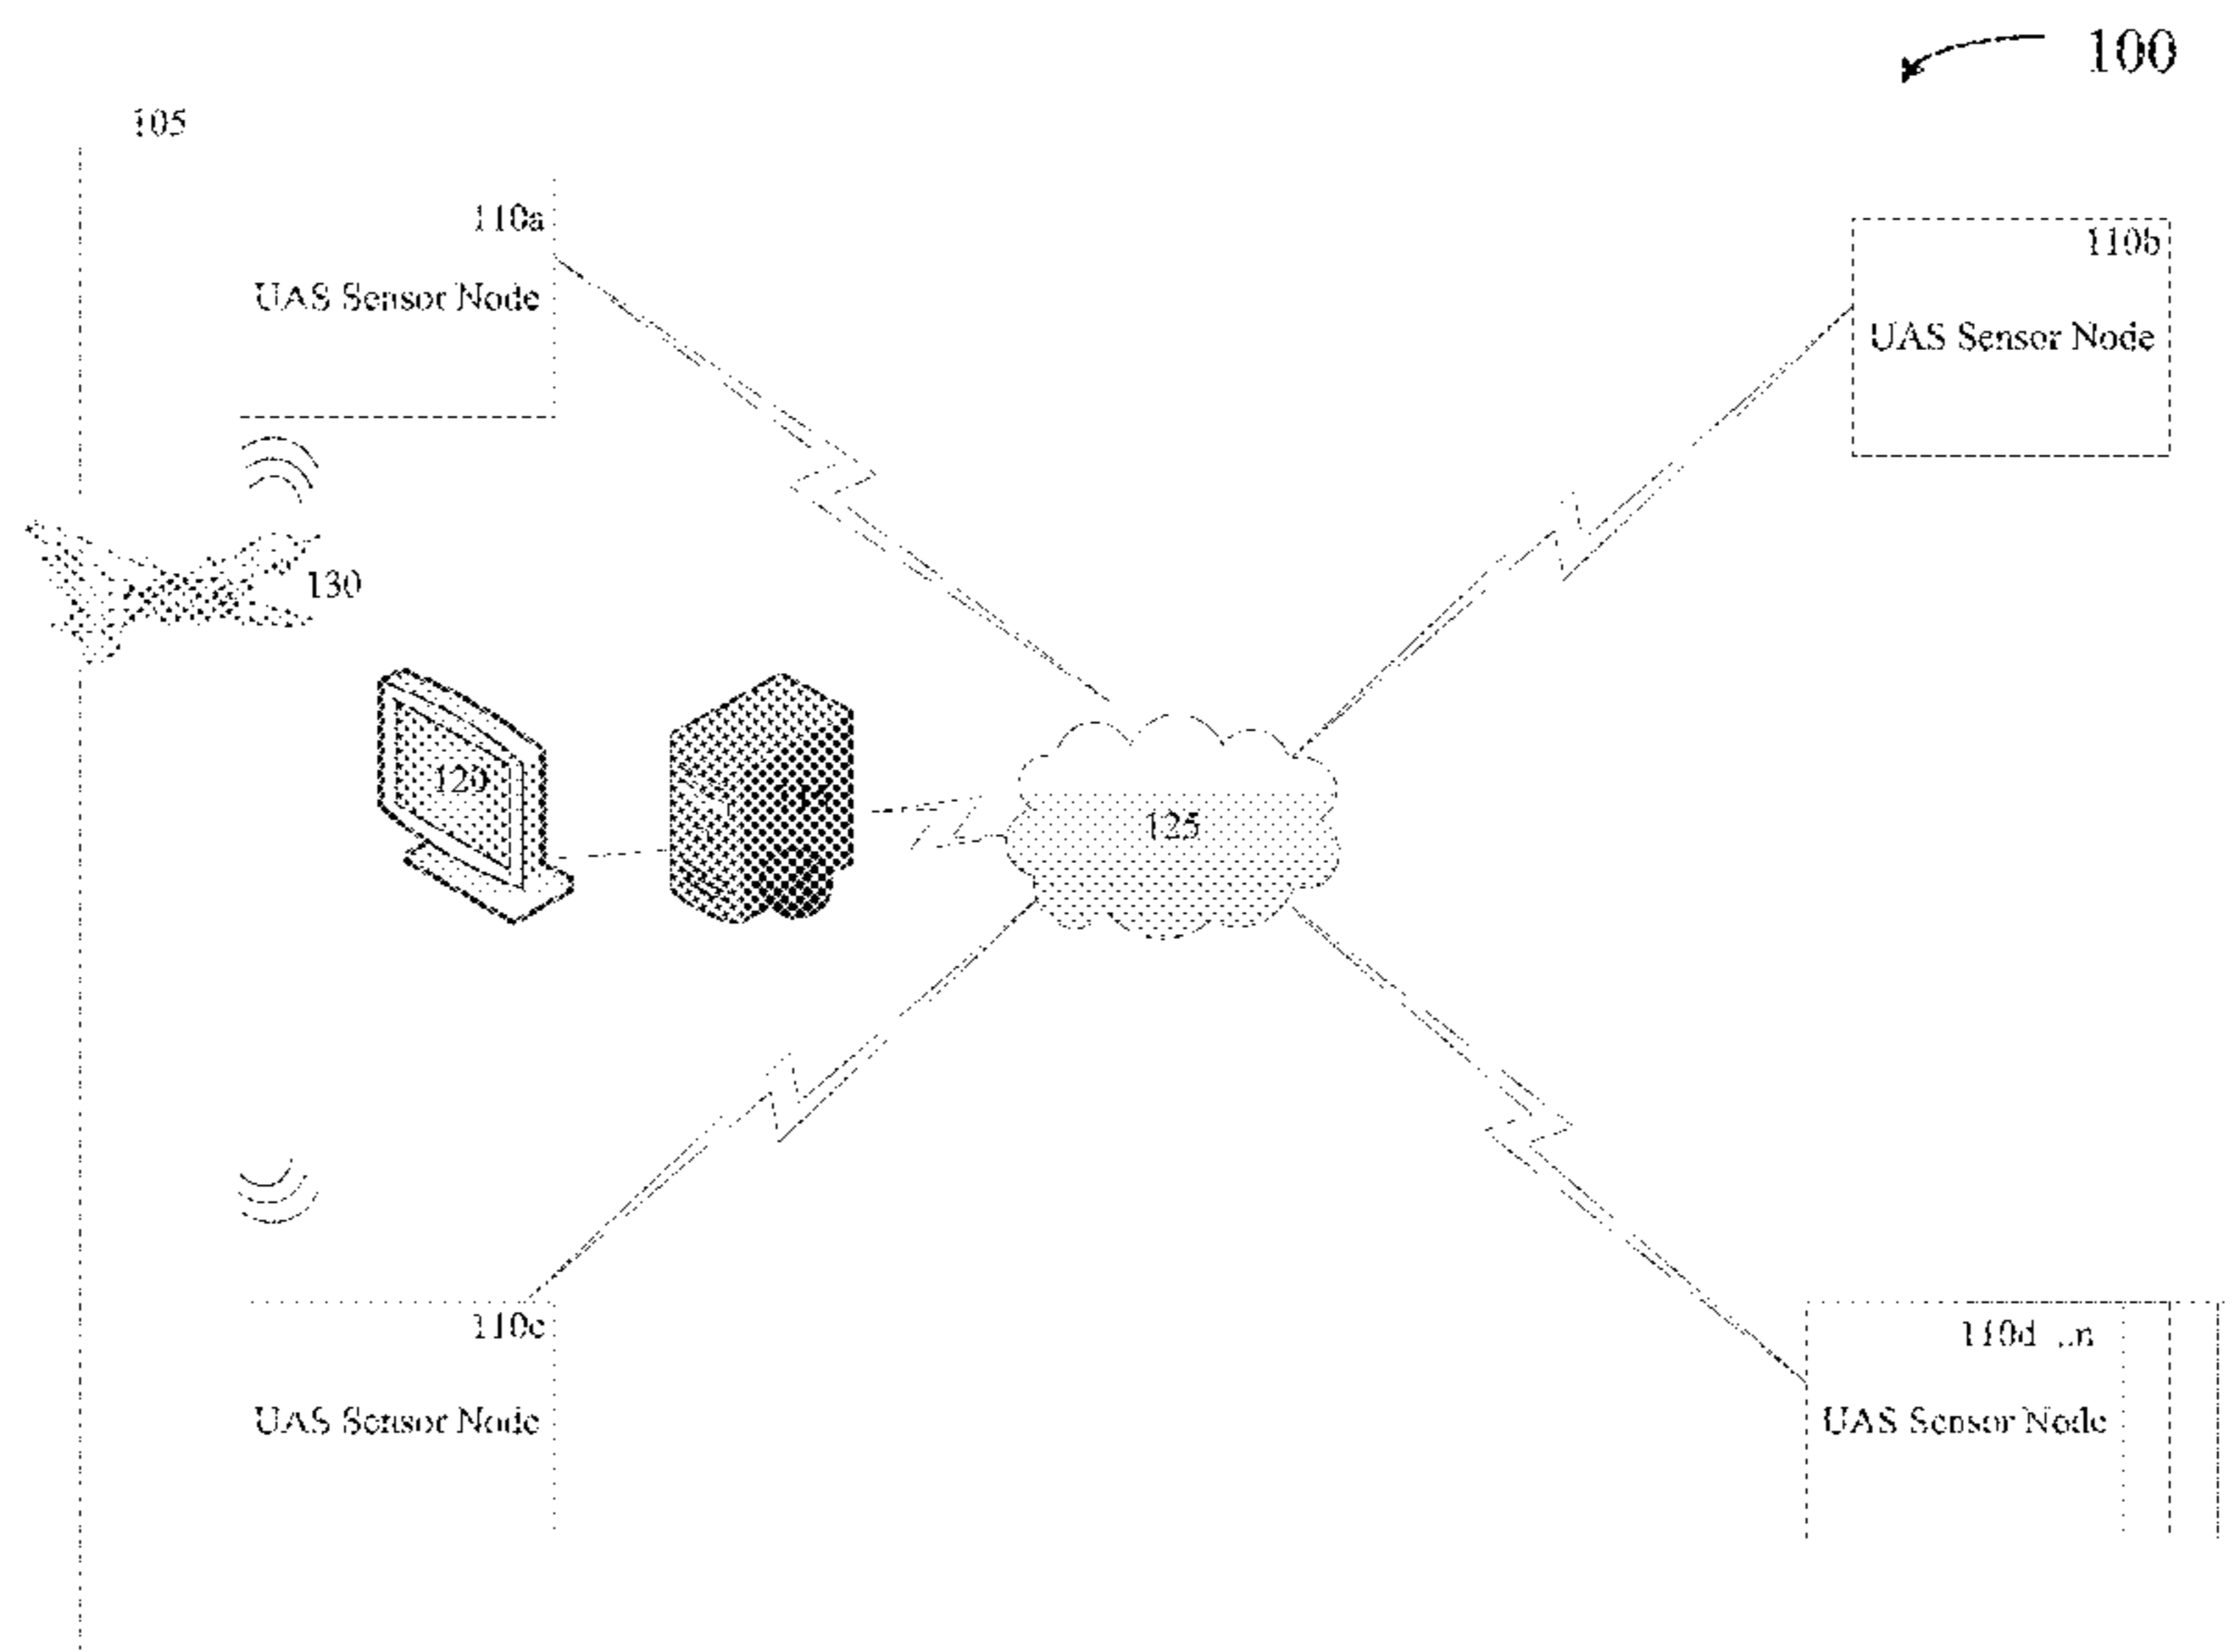 100
105
110a
UAS Sensor Node
110b
UAS Sensor Node
130
120
125
110c
UAS Sensor Node
110d ...n
UAS Sensor Node